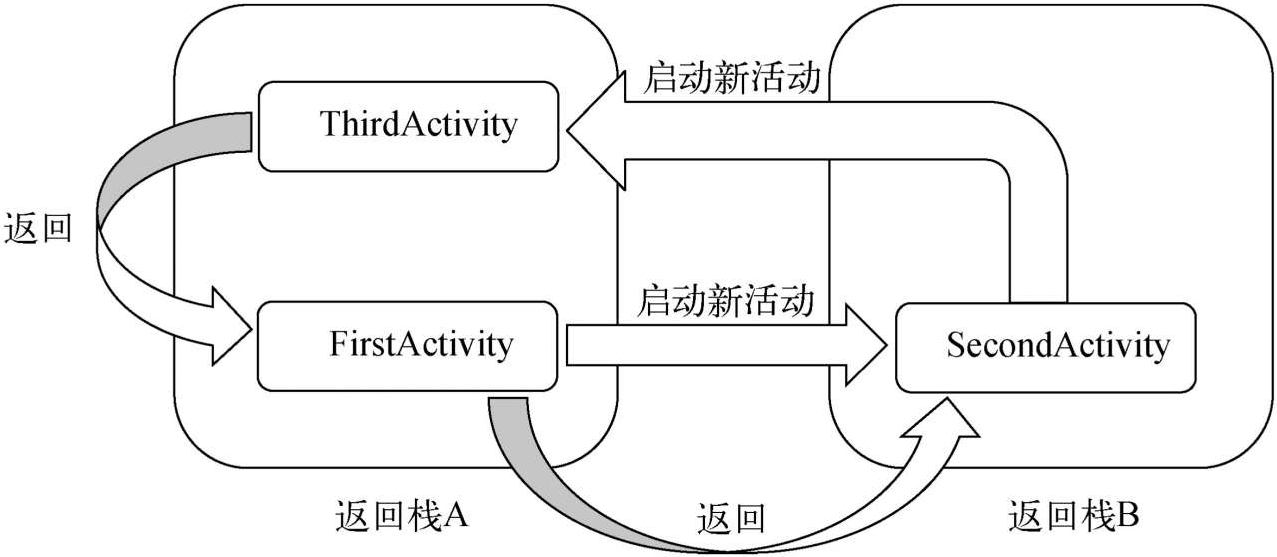 启动新活动
ThirdActivity
返回
启动新活动
FirstActivity
SecondActivity
返回栈A
返回
返回栈B